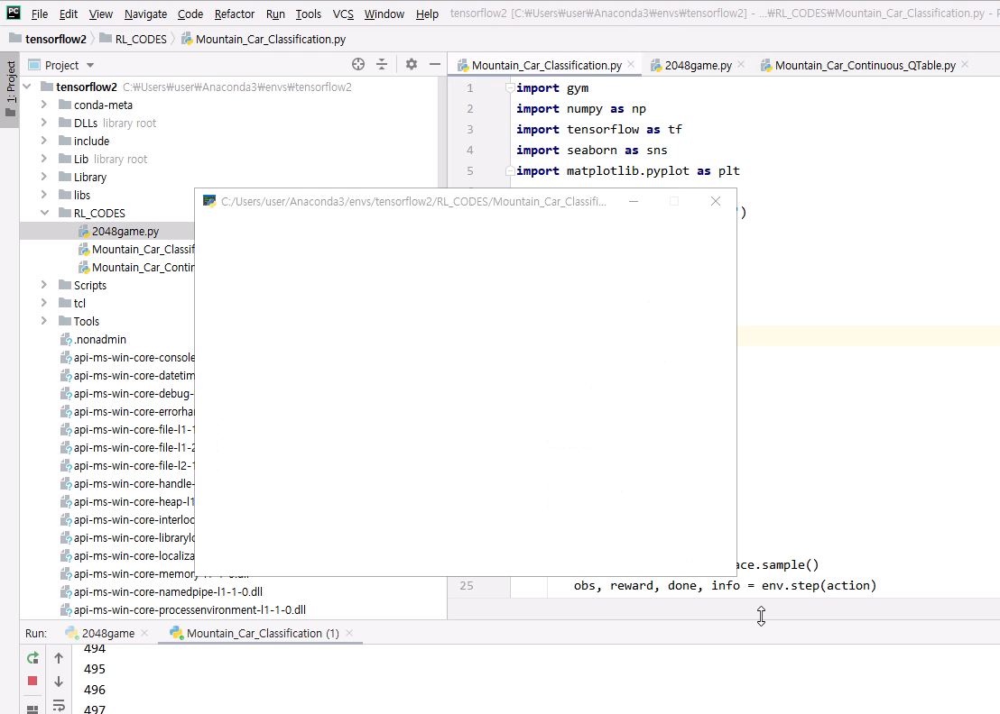 PC File Edit View Navigate Code Refactor Run Tools VCS Window Help tensorflow2 [C:₩Users₩user₩Anaconda3₩envs₩tensorflow2] - ...₩RL_CODES₩Mountain_Car_Classification.py -
tensorflow2 RL_CODES Mountain_Car_Classification.py
1: Project
Project
Mountain_Car_Classification.py 2048game.py Mountain_Car_Continuous_QTable.py
tensorflow2 C:₩Users₩user₩Anaconda3₩envs₩tensorflow2
conda-meta
DLLs library root
include
Lib library root
Library
libs
RL_CODES
2048game.py
Mountain_Car_Classif
Mountain_Car_Contin
Scripts
tcl
Tools
.nonadmin
api-ms-win-core-console
api-ms-win-core-datetim
api-ms-win-core-debug-
api-ms-win-core-errorhar
api-ms-win-core-file-l1-1
api-ms-win-core-file-l1-2
api-ms-win-core-file-l2-1
api-ms-win-core-handle-
api-ms-win-core-heap-l1
api-ms-win-core-interloc
api-ms-win-core-librarylo
api-ms-win-core-localiza
api-ms-win-core-memory-l1-1-0.dll
api-ms-win-core-namedpipe-l1-1-0.dll
api-ms-win-core-processenvironment-l1-1-0.dll
1 import gym
2 import numpy as np
3 import tensorflow as tf
4 import seaborn as sns
5 import matplotlib.pyplot as plt
C:/Users/user/Anaconda3/envs/tensorflow2/RL_CODES/Mountain_Car_Classifi...
')
ace.sample()
25 obs, reward, done, info = env.step(action)
Run: 2048game Mountain_Car_Classification (1)
494
495
496
497